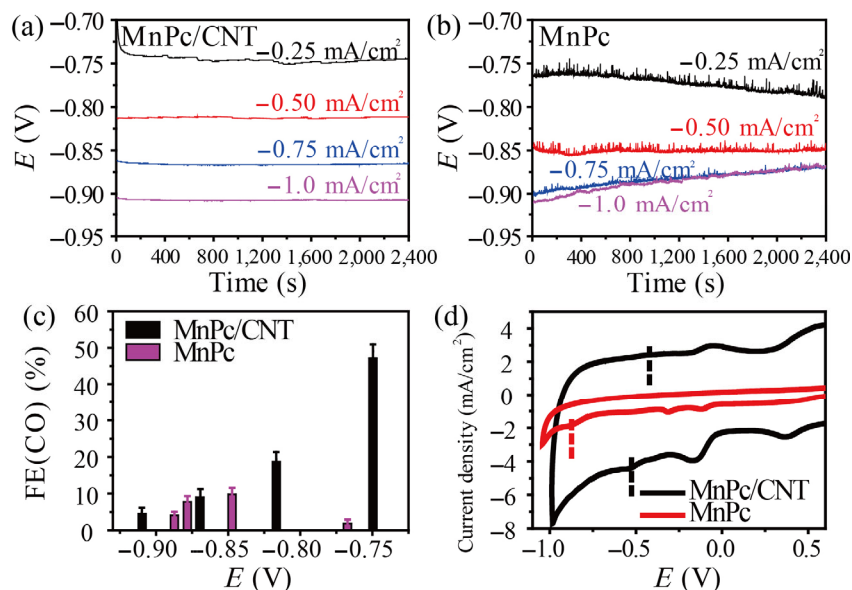 (a)
MnPc/CNT
−0.25 mA/cm²
−0.50 mA/cm²
−0.75 mA/cm²
−1.0 mA/cm²
E (V)
−0.70
−0.75
−0.80
−0.85
−0.90
−0.95
0 400 800 1,200 1,600 2,000 2,400
Time (s)
(b)
MnPc
−0.25 mA/cm²
−0.50 mA/cm²
−0.75 mA/cm²
−1.0 mA/cm²
E (V)
−0.70
−0.75
−0.80
−0.85
−0.90
−0.95
0 400 800 1,200 1,600 2,000 2,400
Time (s)
(c)
MnPc/CNT
MnPc
FE(CO) (%)
60
50
40
30
20
10
0
−0.90 −0.85 −0.80 −0.75
E (V)
(d)
MnPc/CNT
MnPc
Current density (mA/cm²)
4
2
0
−2
−4
−6
−8
−1.0 −0.5 0.0 0.5
E (V)